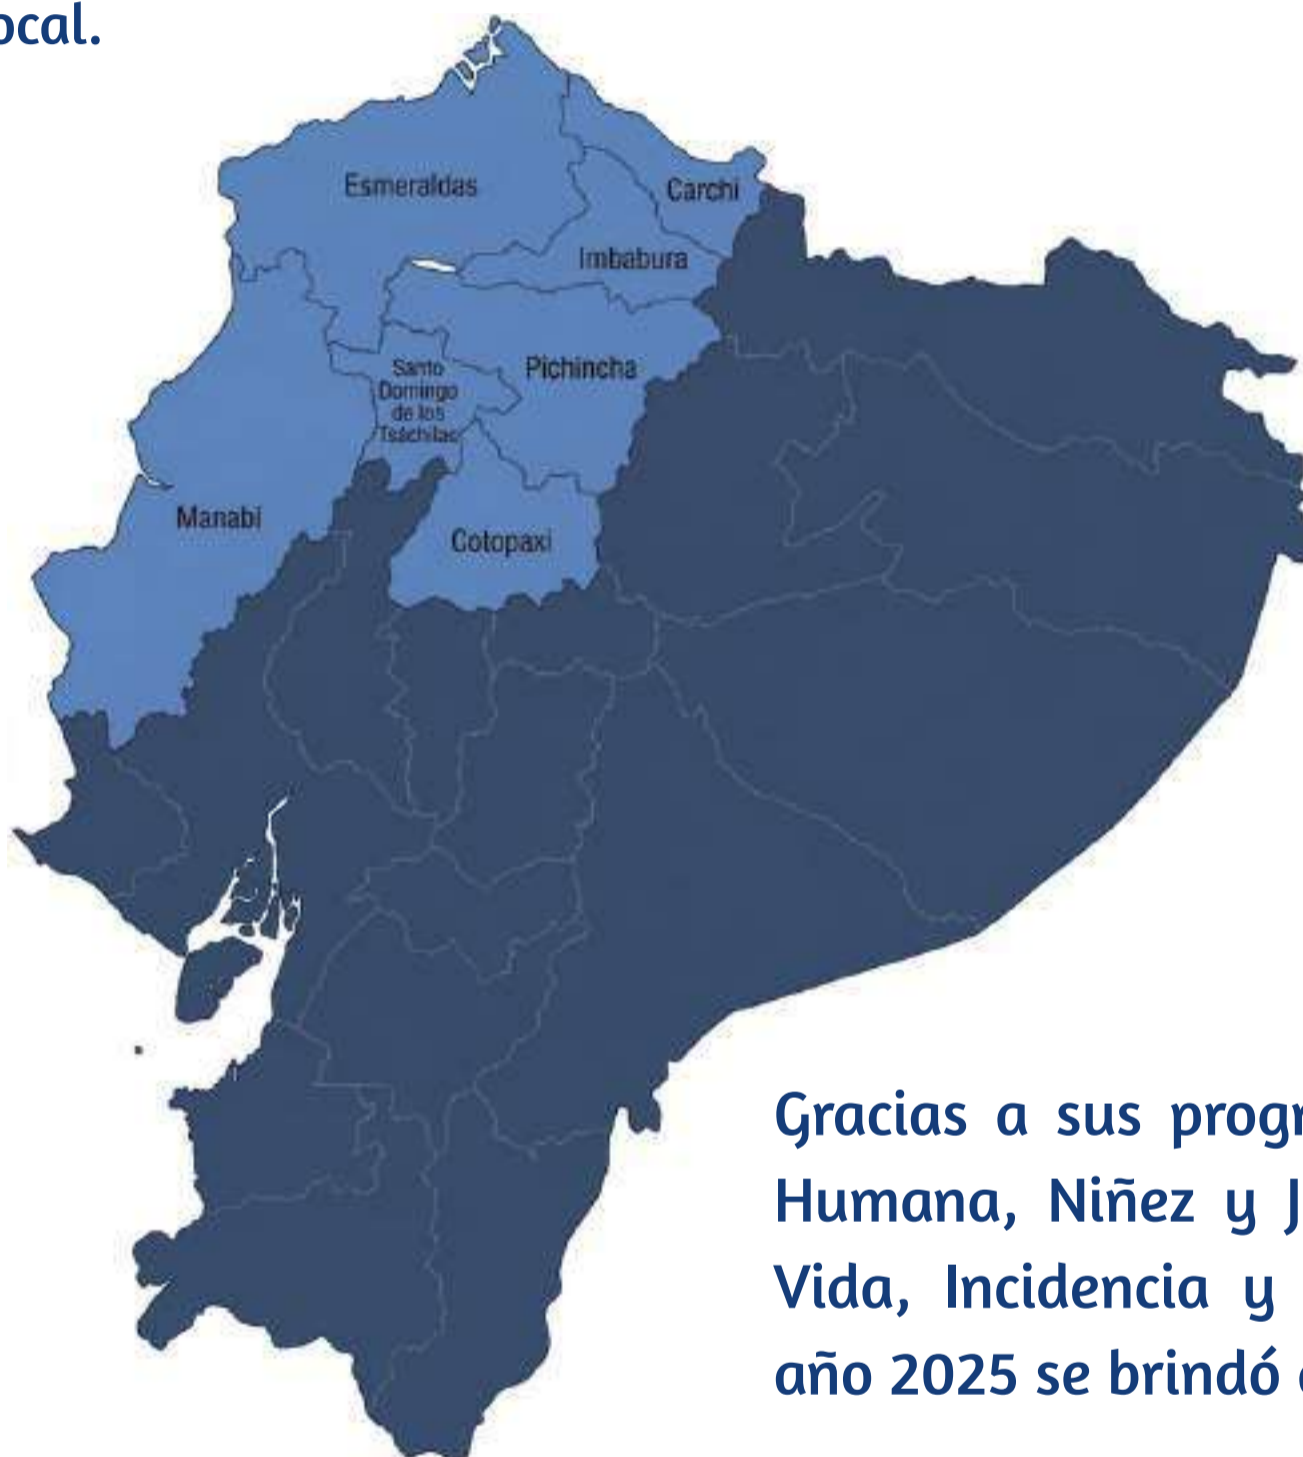 ocal.
Esmeraldas
Carchi
Imbabura
Pichincha
Santo
Domingo
de los
Tsáchilas
Manabí
Cotopaxi
Gracias a sus progr
Humana, Niñez y J
Vida, Incidencia y
año 2025 se brindó